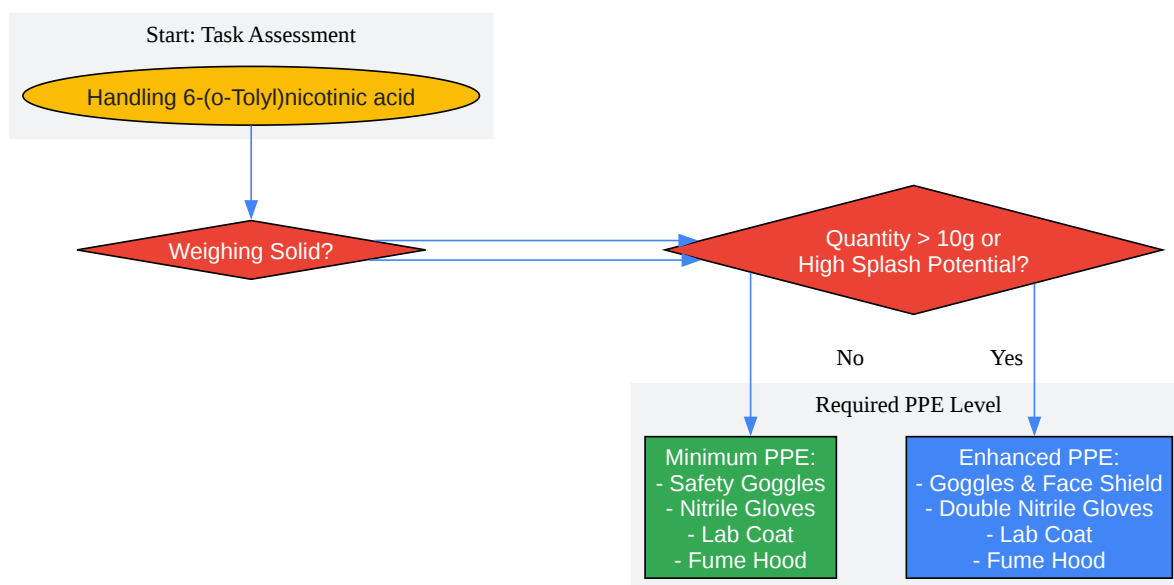 Start: Task Assessment
Handling 6-(o-Tolyl)nicotinic acid
Weighing Solid?
Quantity > 10g or
High Splash Potential?
No
Yes
Required PPE Level
Minimum PPE:
- Safety Goggles
- Nitrile Gloves
- Lab Coat
- Fume Hood
Enhanced PPE:
- Goggles & Face Shield
- Double Nitrile Gloves
- Lab Coat
- Fume Hood